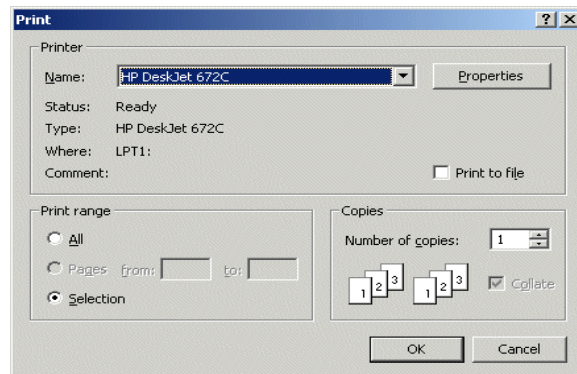 Print
Printer
Name: HP DeskJet 672C Properties
Status: Ready
Type: HP DeskJet 672C
Where: LPT1:
Comment: Print to file
Print range
All
Pages from: to:
Selection
Copies
Number of copies: 1
1 2 3 1 2 3 Collate
OK Cancel